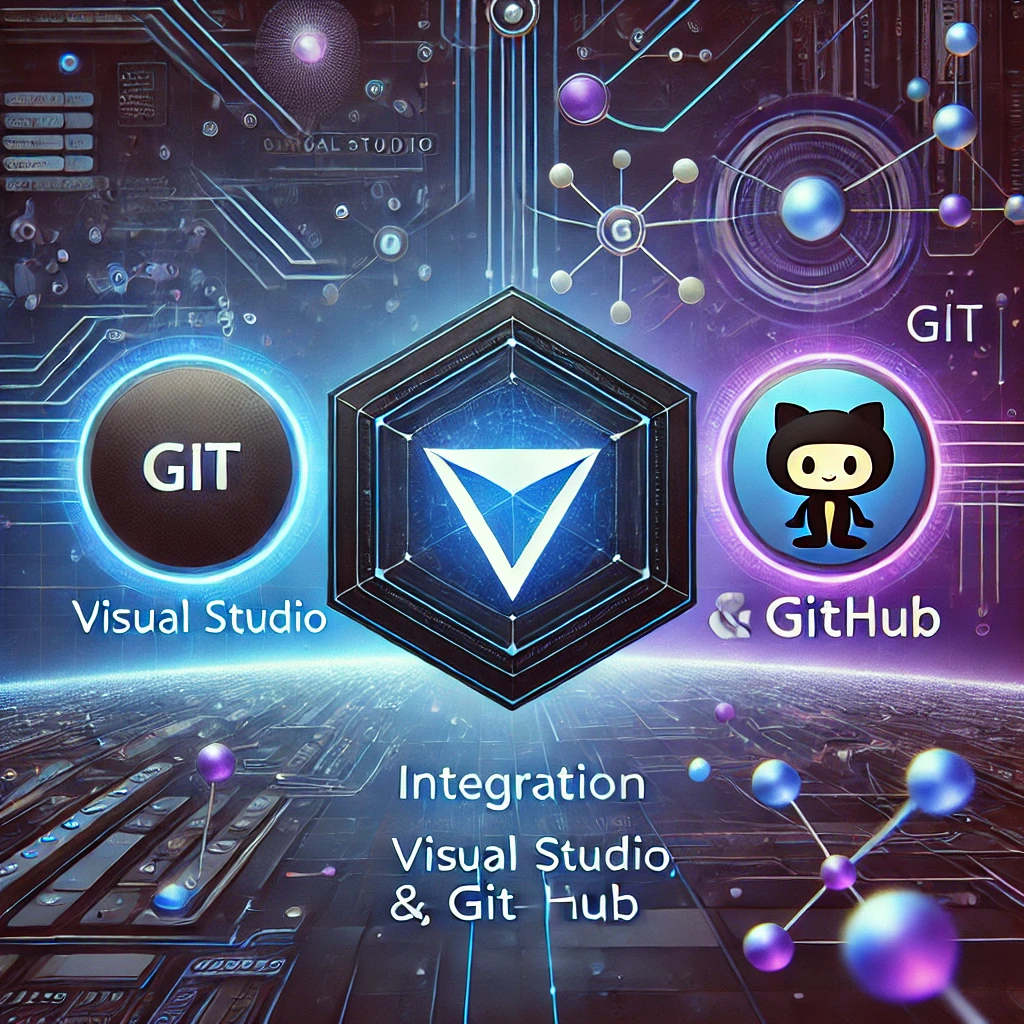 G
GIT
GIT
Visual Studio
& GitHub
Integration
Visual Studio
& Git Hub